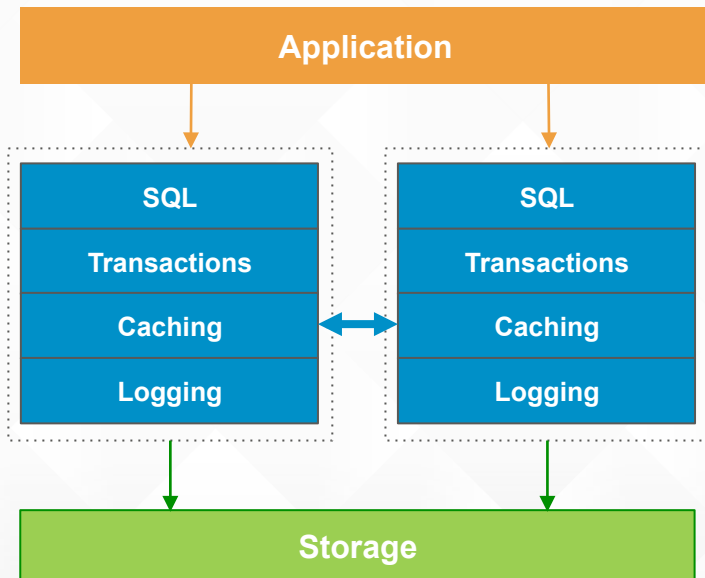 Application
SQL
Transactions
Caching
Logging
SQL
Transactions
Caching
Logging
Storage